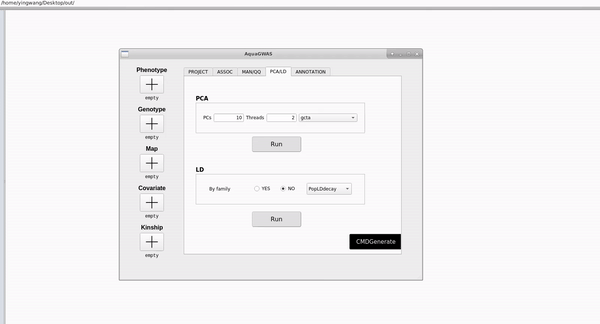 /home/yingwang/Desktop/out/
AquaGWAS
Phenotype
empty
Genotype
empty
Map
empty
Covariate
empty
Kinship
empty
PROJECT ASSOC MAN/QQ PCA/LD ANNOTATION
PCA
PCs 10 Threads 2 gcta
Run
LD
By family YES NO PopLDdecay
Run
CMDGenerate